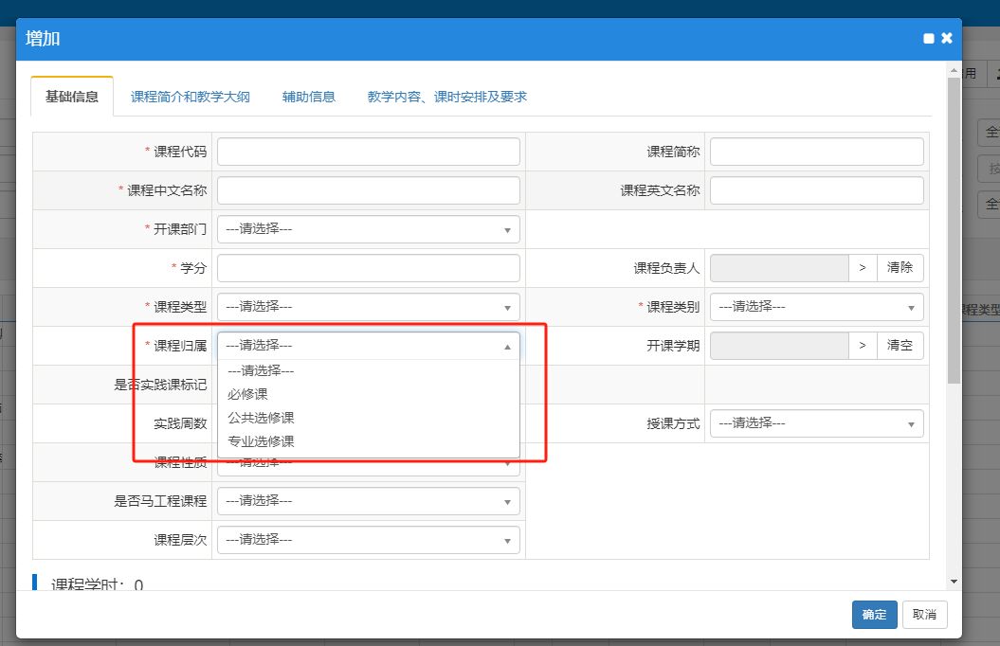 增加
用
基础信息 课程简介和教学大纲 辅助信息 教学内容、课时安排及要求
* 课程代码 课程简称
全
* 课程中文名称 课程英文名称
按
* 开课部门 ---请选择---
全
* 学分 课程负责人 > 清除
* 课程类型 ---请选择--- * 课程类别 ---请选择---
课程类型
* 课程归属 ---请选择--- 开课学期 > 清空
---请选择---
是否实践课标记 必修课
公共选修课
实践周数 授课方式 ---请选择---
专业选修课
课程性质 ---请选择---
是否马工程课程 ---请选择---
课程层次 ---请选择---
课程学时：0
确定 取消